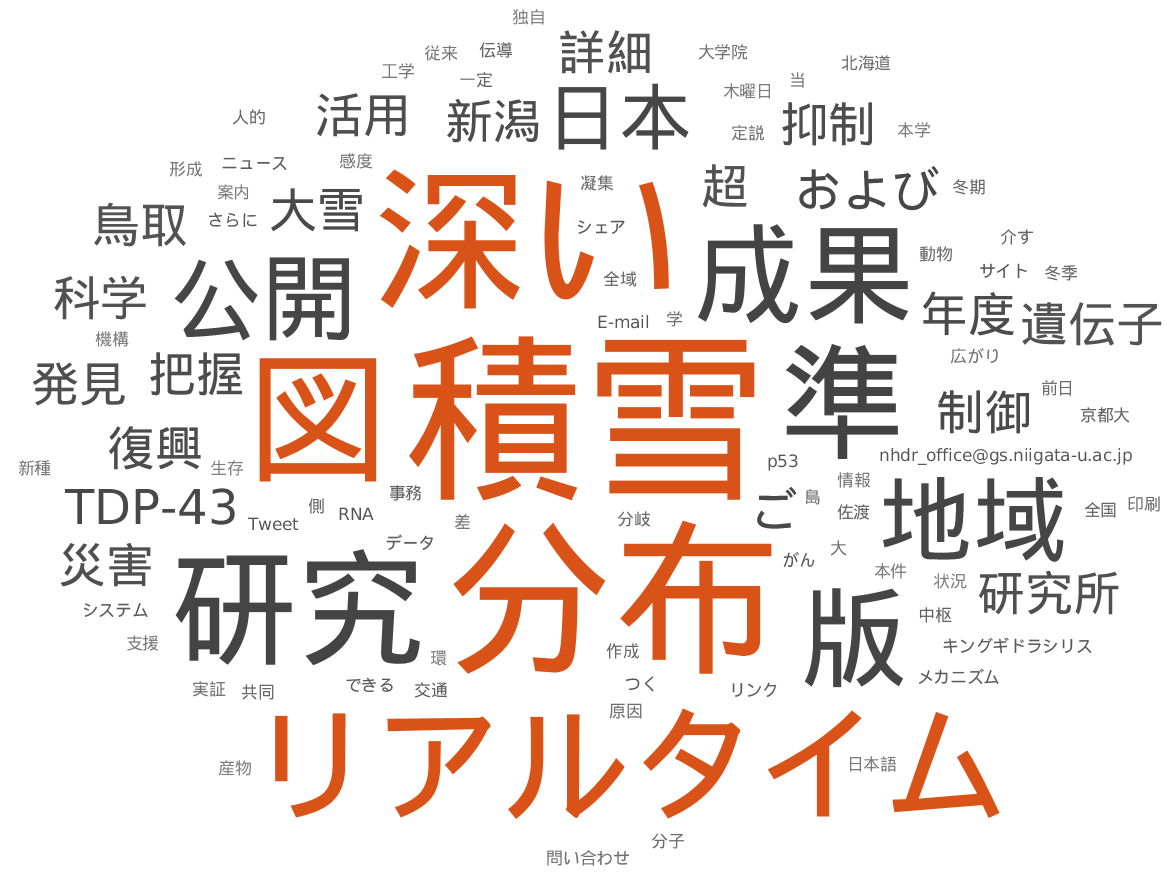 独自
従来
伝導
詳細
大学院
北海道
工学
一定
木曜日
当
人的
活用
新潟
日本
定説
抑制
本学
形成
ニュース
感度
案内
さらに
大雪
深い
凝集
シェア
全域
超
および
冬期
鳥取
科学
公開
成果
動物
介す
サイト
冬季
年度
遺伝子
機構
E-mail
学
発見
把握
図
積雪
準
広がり
前日
制御
京都大
復興
新種
生存
p53
nhdr_office@gs.niigata-u.ac.jp
TDP-43
Tweet
側
RNA
事務
差
分岐
ご
島
情報
佐渡
地域
全国
印刷
災害
データ
がん
大
本件
状況
研究所
システム
支援
研究
分布
版
中枢
キングギドラシリス
メカニズム
環
作成
実証
共同
できる
交通
つく
リンク
原因
産物
リアルタイム
日本語
分子
問い合わせ